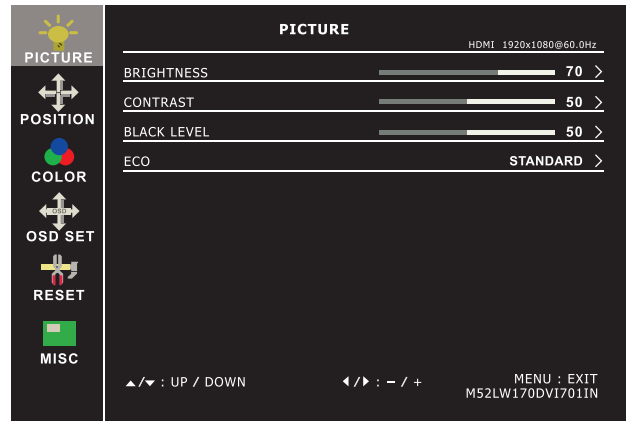 PICTURE
POSITION
COLOR
OSD
OSD SET
RESET
MISC
PICTURE
HDMI 1920x1080@60.0Hz
BRIGHTNESS 70
CONTRAST 50
BLACK LEVEL 50
ECO STANDARD
▲/▼ : UP / DOWN ◀/▶ : − / + MENU : EXIT
M52LW170DVI701IN